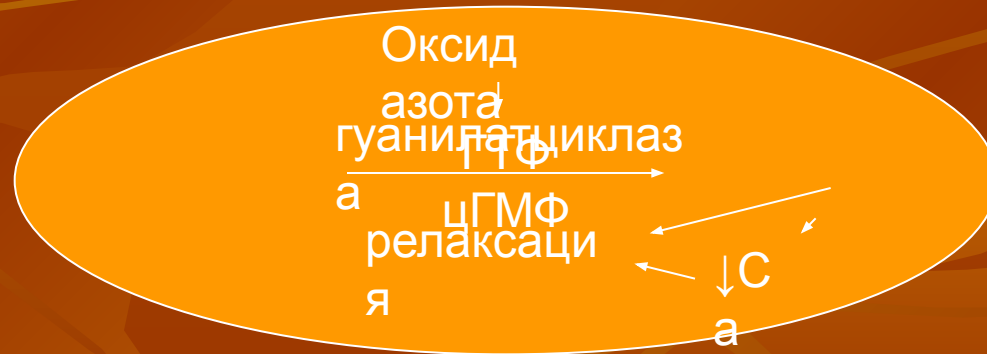 Оксид
азота
гуанилатциклаз
а
ГТФ
цГМФ
релаксаци
я
↓С
а